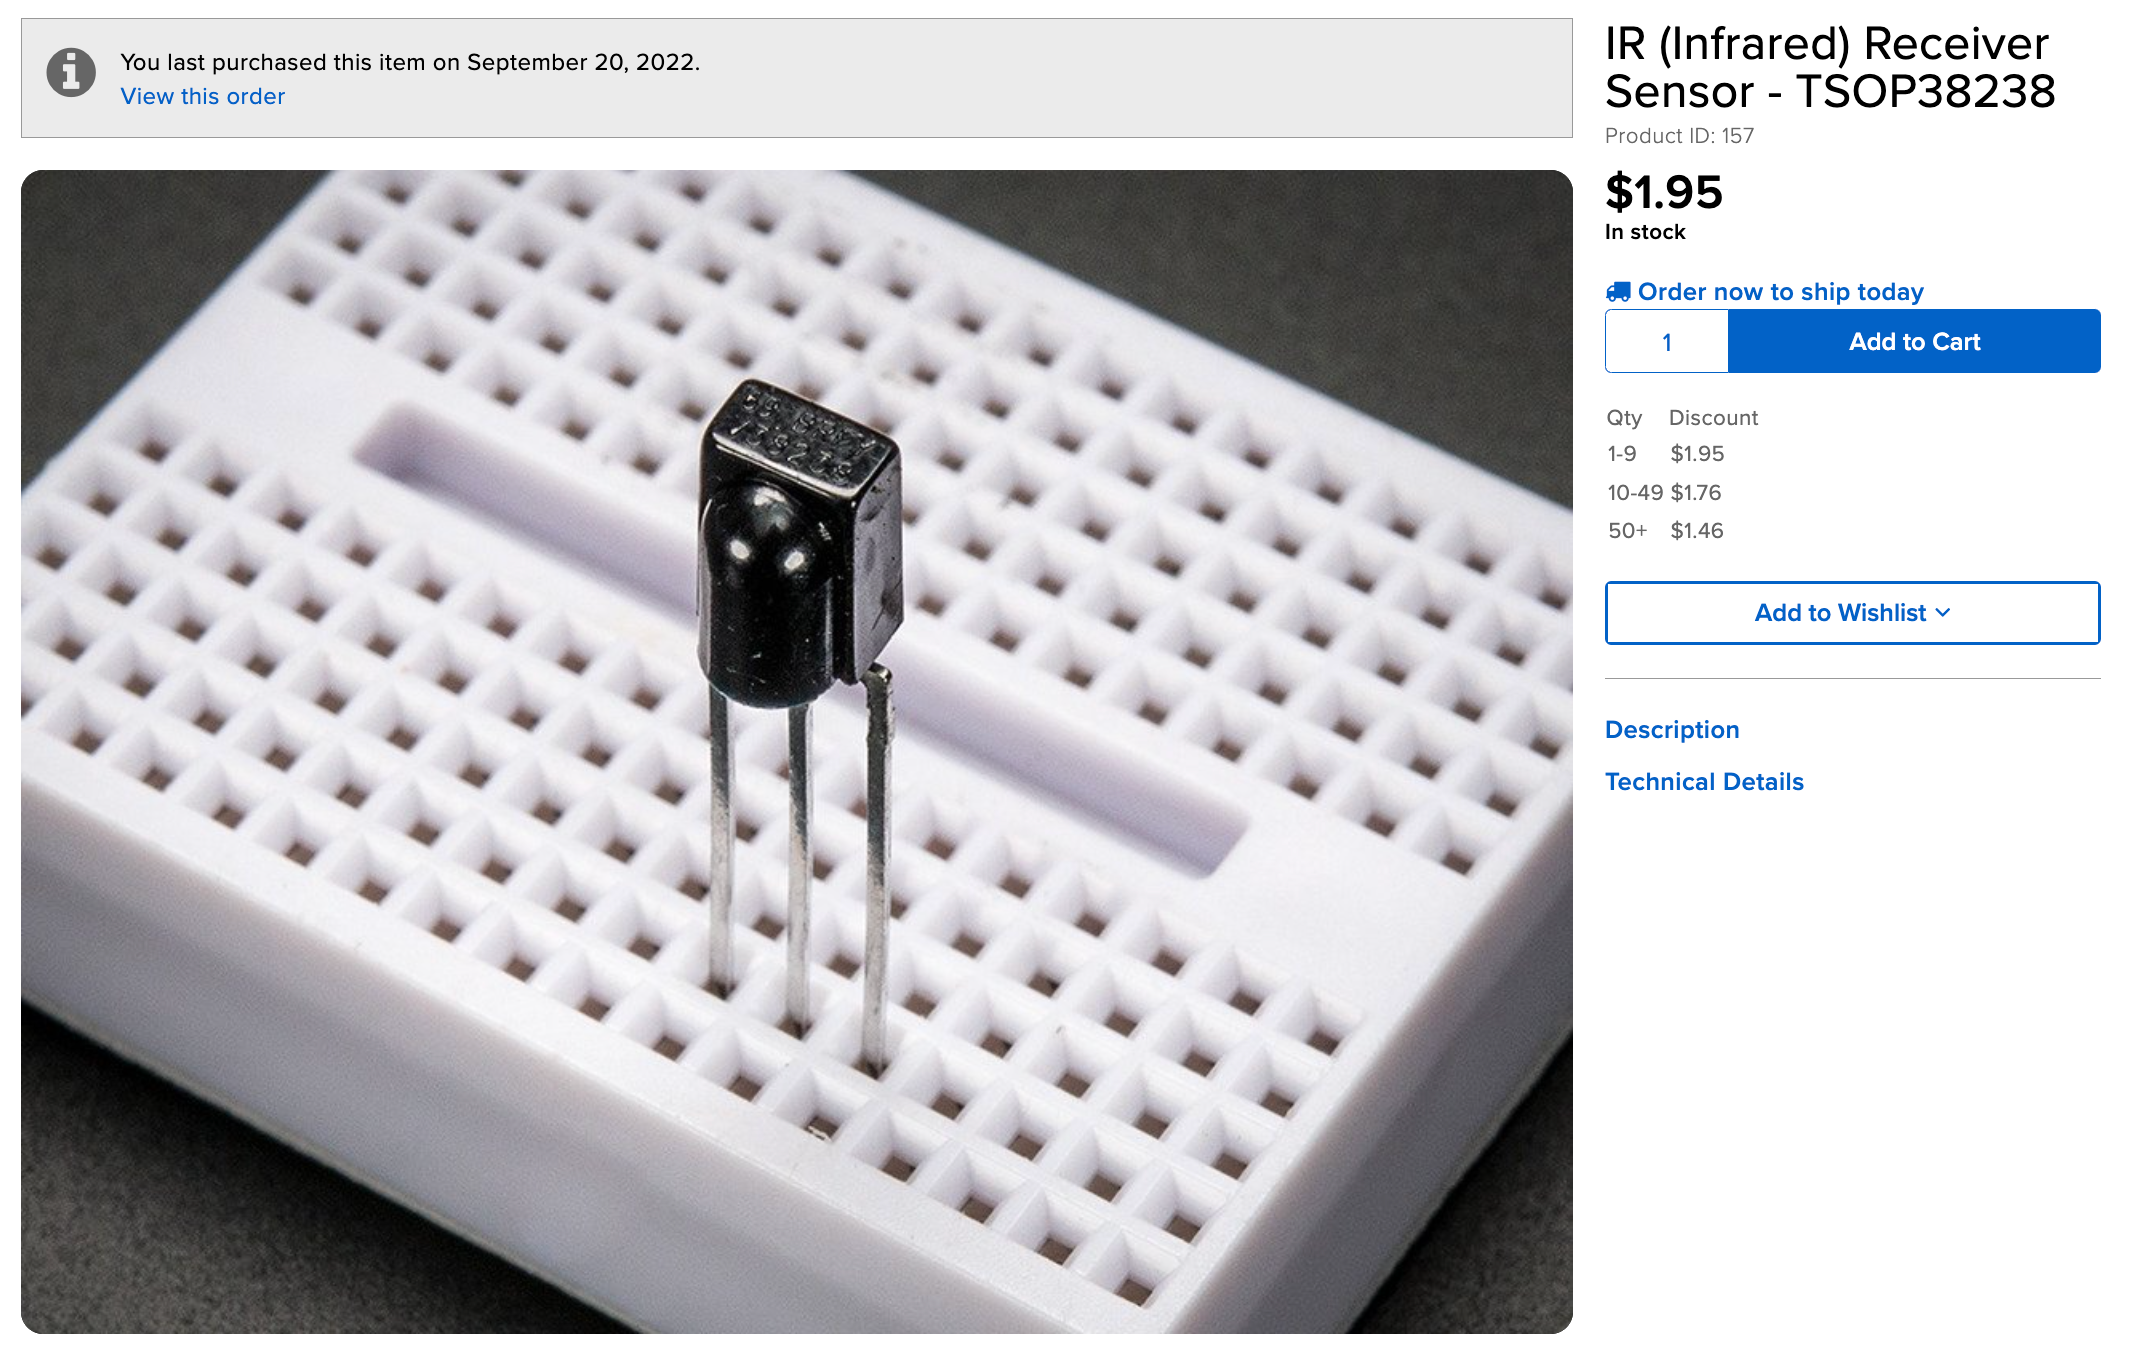 You last purchased this item on September 20, 2022.
View this order
IR (Infrared) Receiver
Sensor - TSOP38238
Product ID: 157
$1.95
In stock
Order now to ship today
1 Add to Cart
Qty Discount
1-9 $1.95
10-49 $1.76
50+ $1.46
Add to Wishlist
Description
Technical Details